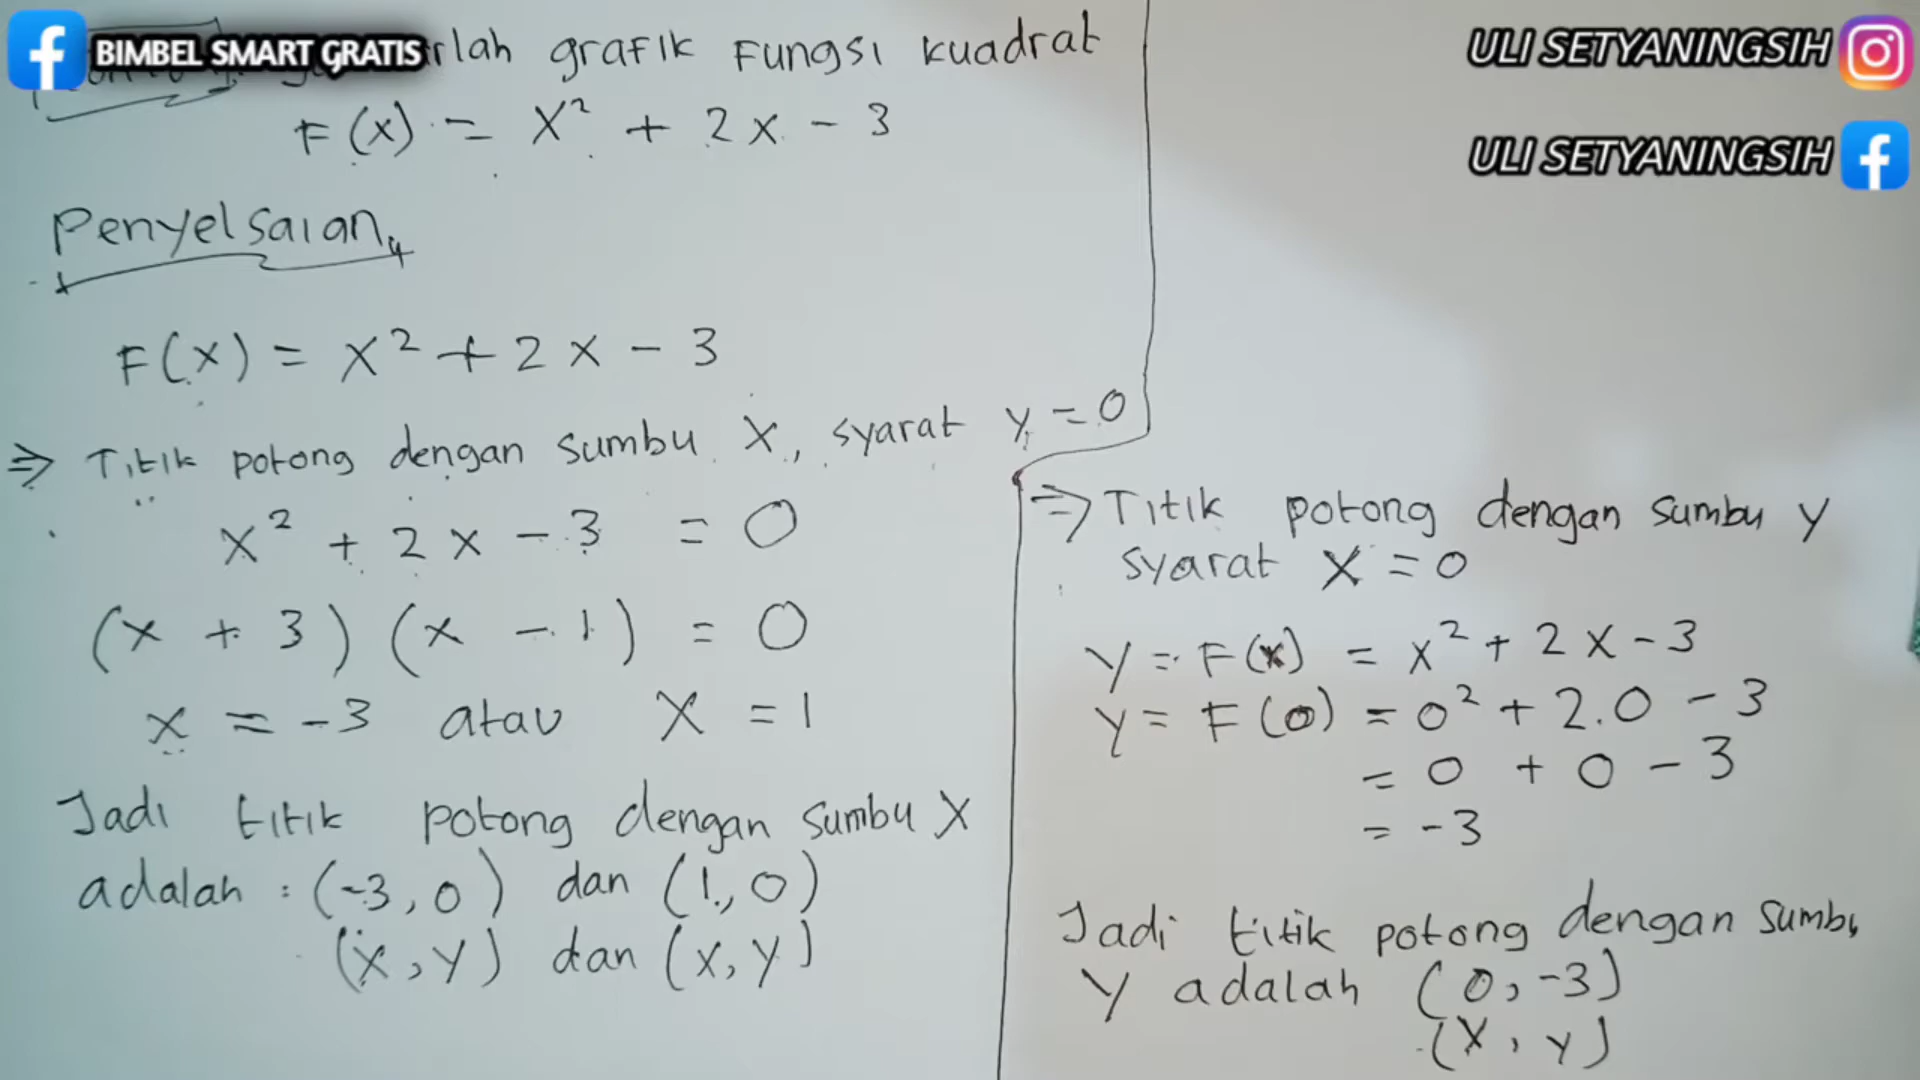 BIMBEL SMART GRATIS
rlah grafik Fungsi kuadrat
F(x) = x² + 2x - 3
Penyelsaian
F(x) = x² + 2x - 3
⇒ Titik potong dengan sumbu X, syarat y = 0
x² + 2x - 3 = 0
(x + 3) (x - 1) = 0
x = -3 atau x = 1
Jadi titik potong dengan sumbu X
adalah : (-3, 0) dan (1, 0)
(x, y) dan (x, y)
ULI SETYANINGSIH
ULI SETYANINGSIH
⇒ Titik potong dengan sumbu y
syarat x = 0
y = F(x) = x² + 2x - 3
y = F(0) = 0² + 2.0 - 3
= 0 + 0 - 3
= -3
Jadi titik potong dengan sumbu
y adalah (0, -3)
(x, y)